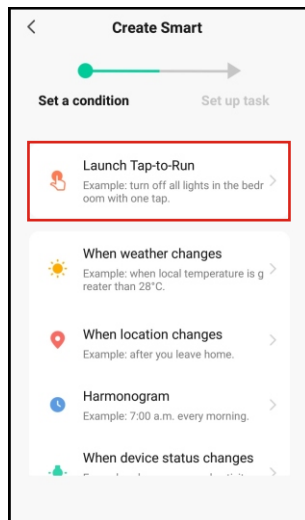 Create Smart
Set a condition
Set up task
Launch Tap-to-Run
Example: turn off all lights in the bedr
oom with one tap.
When weather changes
Example: when local temperature is g
reater than 28°C.
When location changes
Example: after you leave home.
Harmonogram
Example: 7:00 a.m. every morning.
When device status changes